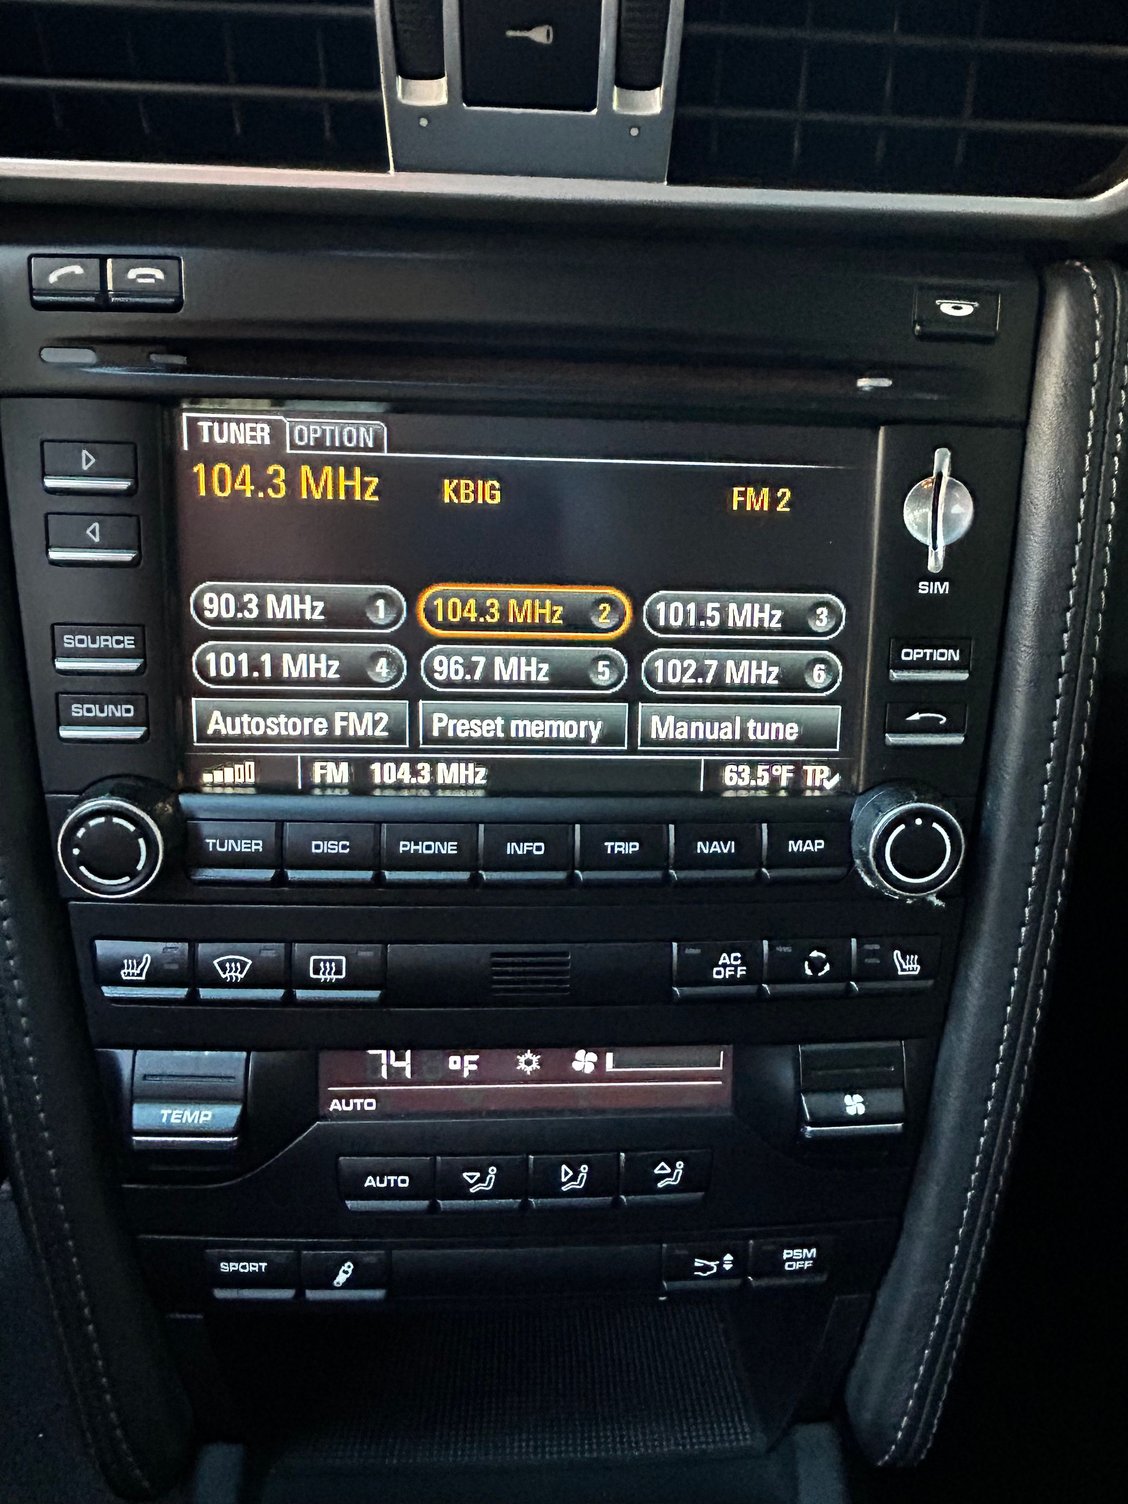 TUNER OPTION
104.3 MHz KBIG FM 2
SIM
90.3 MHz 1 104.3 MHz 2 101.5 MHz 3
SOURCE
OPTION
101.1 MHz 4 96.7 MHz 5 102.7 MHz 6
SOUND
Autostore FM2 Preset memory Manual tune
FM 104.3 MHz 63.5°F TP
TUNER DISC PHONE INFO TRIP NAVI MAP
AC
OFF
74 °F
AUTO
TEMP
AUTO
SPORT
PSM
OFF